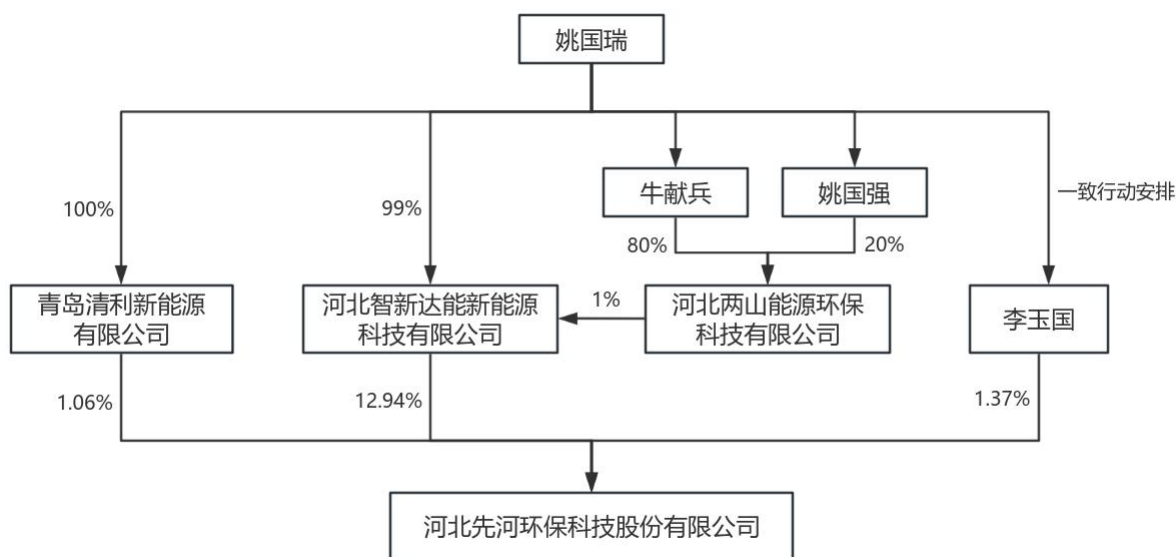 姚国瑞
牛献兵
姚国强
一致行动安排
100%
99%
80%
20%
青岛清利新能源
有限公司
河北智新达能新能源
科技有限公司
1%
河北两山能源环保
科技有限公司
李玉国
1.06%
12.94%
1.37%
河北先河环保科技股份有限公司